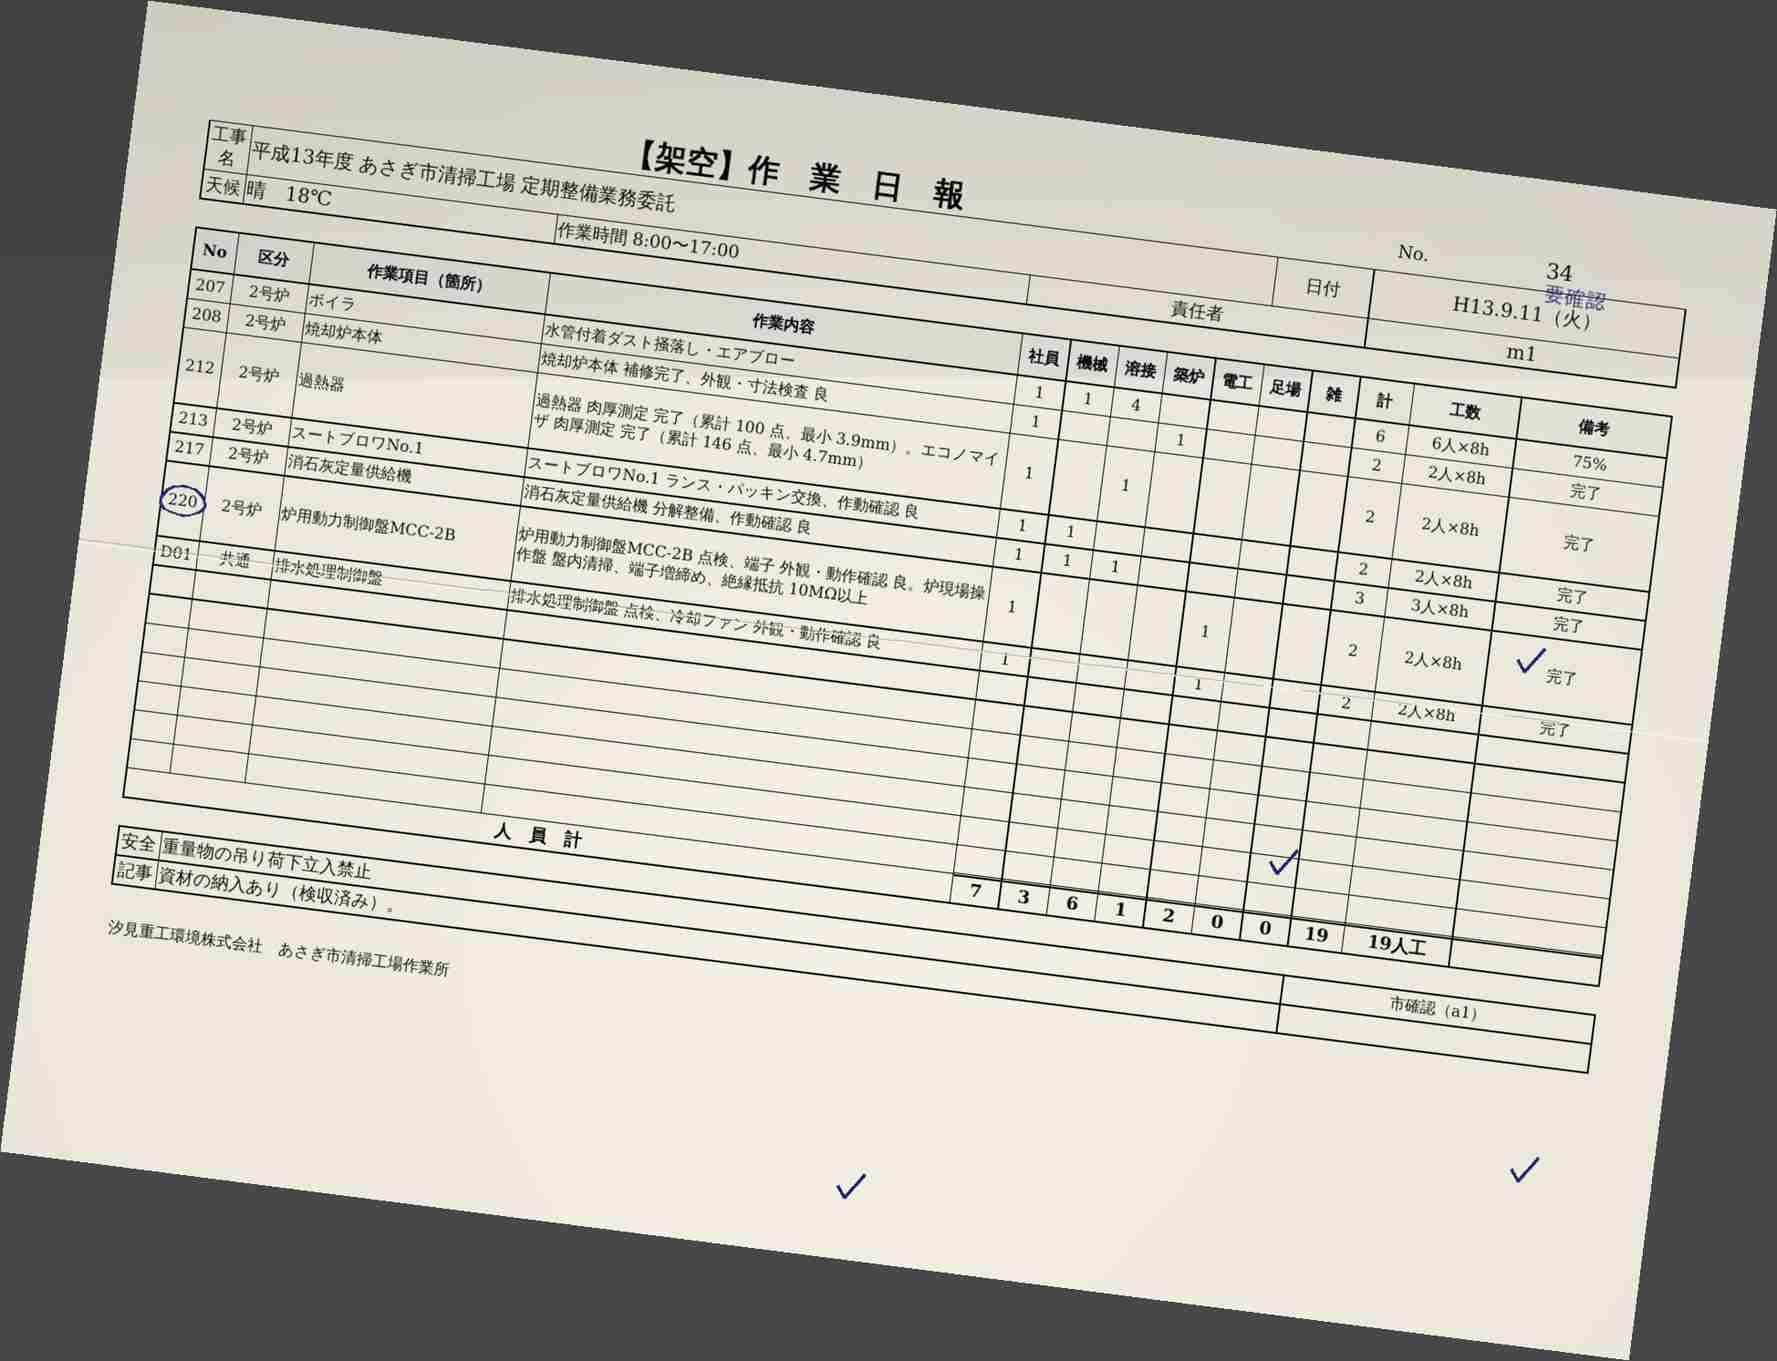 【架空】作 業 日 報
No. 34
要確認
工事名 平成13年度 あさぎ市清掃工場 定期整備業務委託 日付 H13.9.11（火）
天候 晴 18℃ 作業時間 8:00〜17:00 責任者 m1
No 区分 作業項目（箇所） 作業内容 社員 機械 溶接 築炉 電工 足場 雑 計 工数 備考
207 2号炉 ボイラ 水管付着ダスト掻落し・エアブロー 1 1 4 6 6人×8h 75%
208 2号炉 焼却炉本体 焼却炉本体 補修完了、外観・寸法検査 良 1 1 2 2人×8h 完了
212 2号炉 過熱器 過熱器 肉厚測定 完了（累計 100 点、最小 3.9mm）。エコノマイ
ザ 肉厚測定 完了（累計 146 点、最小 4.7mm） 1 1 2 2人×8h 完了
213 2号炉 スートブロワNo.1 スートブロワNo.1 ランス・パッキン交換、作動確認 良 1 1 2 2人×8h 完了
217 2号炉 消石灰定量供給機 消石灰定量供給機 分解整備、作動確認 良 1 1 1 3 3人×8h 完了
220 2号炉 炉用動力制御盤MCC-2B 炉用動力制御盤MCC-2B 点検、端子 外観・動作確認 良。炉現場操
作盤 盤内清掃、端子増締め、絶縁抵抗 10MΩ以上 1 1 2 2人×8h 完了
D01 共通 排水処理制御盤 排水処理制御盤 点検、冷却ファン 外観・動作確認 良 1 1 2 2人×8h 完了
人 員 計 7 3 6 1 2 0 0 19 19人工
安全 重量物の吊り荷下立入禁止 市確認（a1）
記事 資材の納入あり（検収済み）。
汐見重工環境株式会社 あさぎ市清掃工場作業所